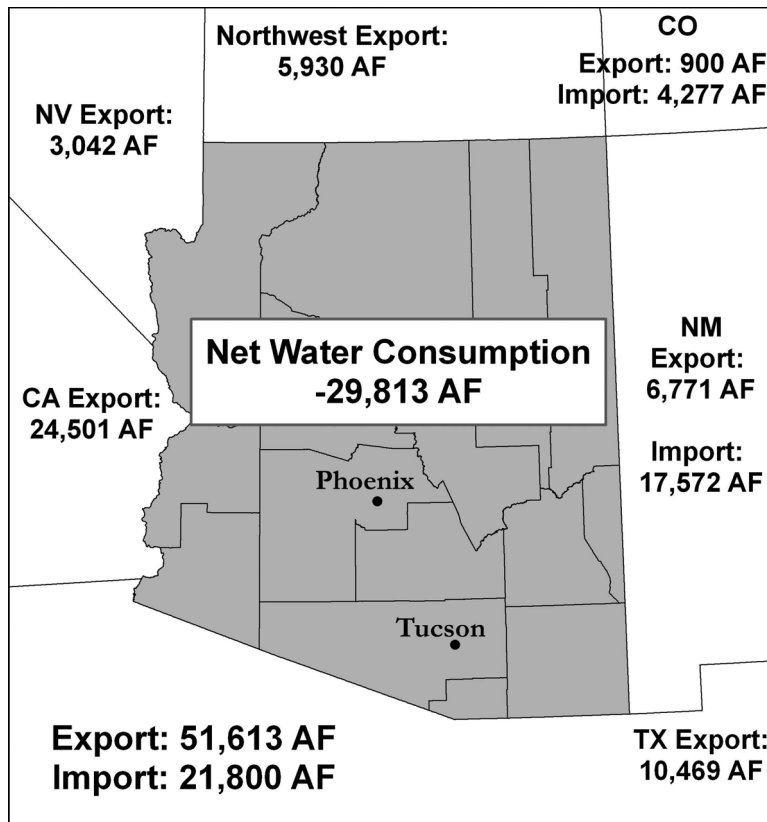 Northwest Export:
5,930 AF
CO
Export: 900 AF
Import: 4,277 AF
NV Export:
3,042 AF
Net Water Consumption
-29,813 AF
NM
Export:
6,771 AF
Import:
17,572 AF
CA Export:
24,501 AF
Phoenix
Tucson
Export: 51,613 AF
Import: 21,800 AF
TX Export:
10,469 AF